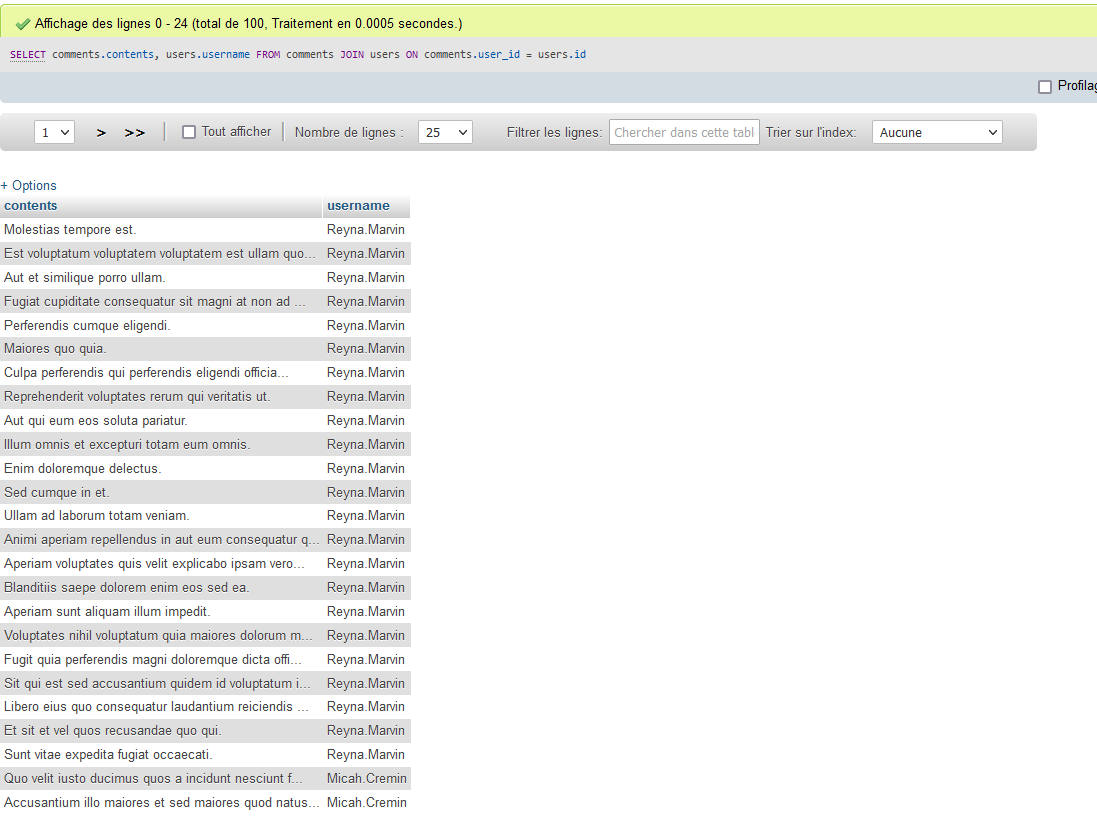 Affichage des lignes 0 - 24 (total de 100, Traitement en 0.0005 secondes.)
SELECT comments.contents, users.username FROM comments JOIN users ON comments.user_id = users.id
Profilag
1 > >> Tout afficher Nombre de lignes : 25 Filtrer les lignes: Chercher dans cette tabl Trier sur l'index: Aucune
+ Options
contents username
Molestias tempore est. Reyna.Marvin
Est voluptatum voluptatem voluptatem est ullam quo... Reyna.Marvin
Aut et similique porro ullam. Reyna.Marvin
Fugiat cupiditate consequatur sit magni at non ad ... Reyna.Marvin
Perferendis cumque eligendi. Reyna.Marvin
Maiores quo quia. Reyna.Marvin
Culpa perferendis qui perferendis eligendi officia... Reyna.Marvin
Reprehenderit voluptates rerum qui veritatis ut. Reyna.Marvin
Aut qui eum eos soluta pariatur. Reyna.Marvin
Illum omnis et excepturi totam eum omnis. Reyna.Marvin
Enim doloremque delectus. Reyna.Marvin
Sed cumque in et. Reyna.Marvin
Ullam ad laborum totam veniam. Reyna.Marvin
Animi aperiam repellendus in aut eum consequatur q... Reyna.Marvin
Aperiam voluptates quis velit explicabo ipsam vero... Reyna.Marvin
Blanditiis saepe dolorem enim eos sed ea. Reyna.Marvin
Aperiam sunt aliquam illum impedit. Reyna.Marvin
Voluptates nihil voluptatum quia maiores dolorum m... Reyna.Marvin
Fugit quia perferendis magni doloremque dicta offi... Reyna.Marvin
Sit qui est sed accusantium quidem id voluptatum i... Reyna.Marvin
Libero eius quo consequatur laudantium reiciendis ... Reyna.Marvin
Et sit et vel quos recusandae quo qui. Reyna.Marvin
Sunt vitae expedita fugiat occaecati. Reyna.Marvin
Quo velit iusto ducimus quos a incidunt nesciunt f... Micah.Cremin
Accusantium illo maiores et sed maiores quod natus... Micah.Cremin